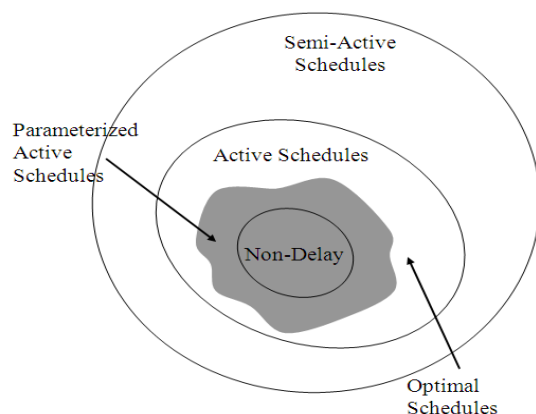 Semi-Active
Schedules
Parameterized
Active
Schedules
Active Schedules
Non-Delay
Optimal
Schedules